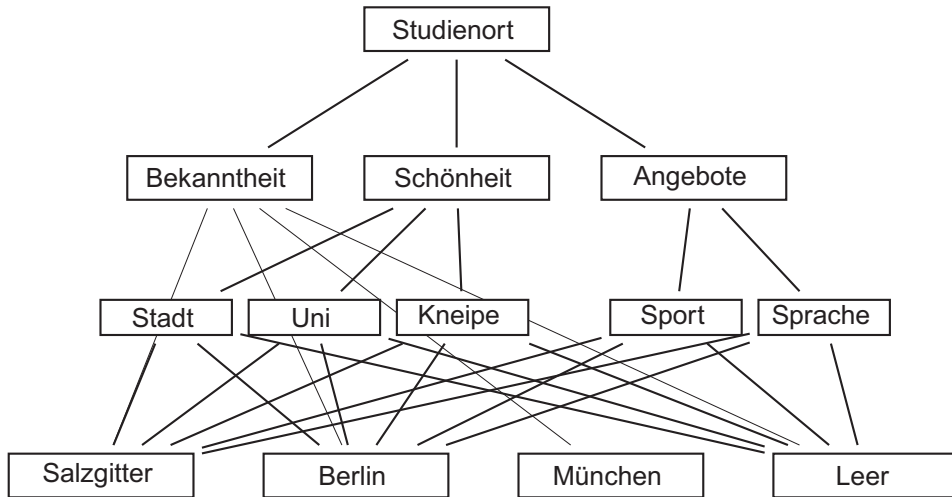 Studienort
Bekanntheit
Schönheit
Angebote
Stadt
Uni
Kneipe
Sport
Sprache
Salzgitter
Berlin
München
Leer